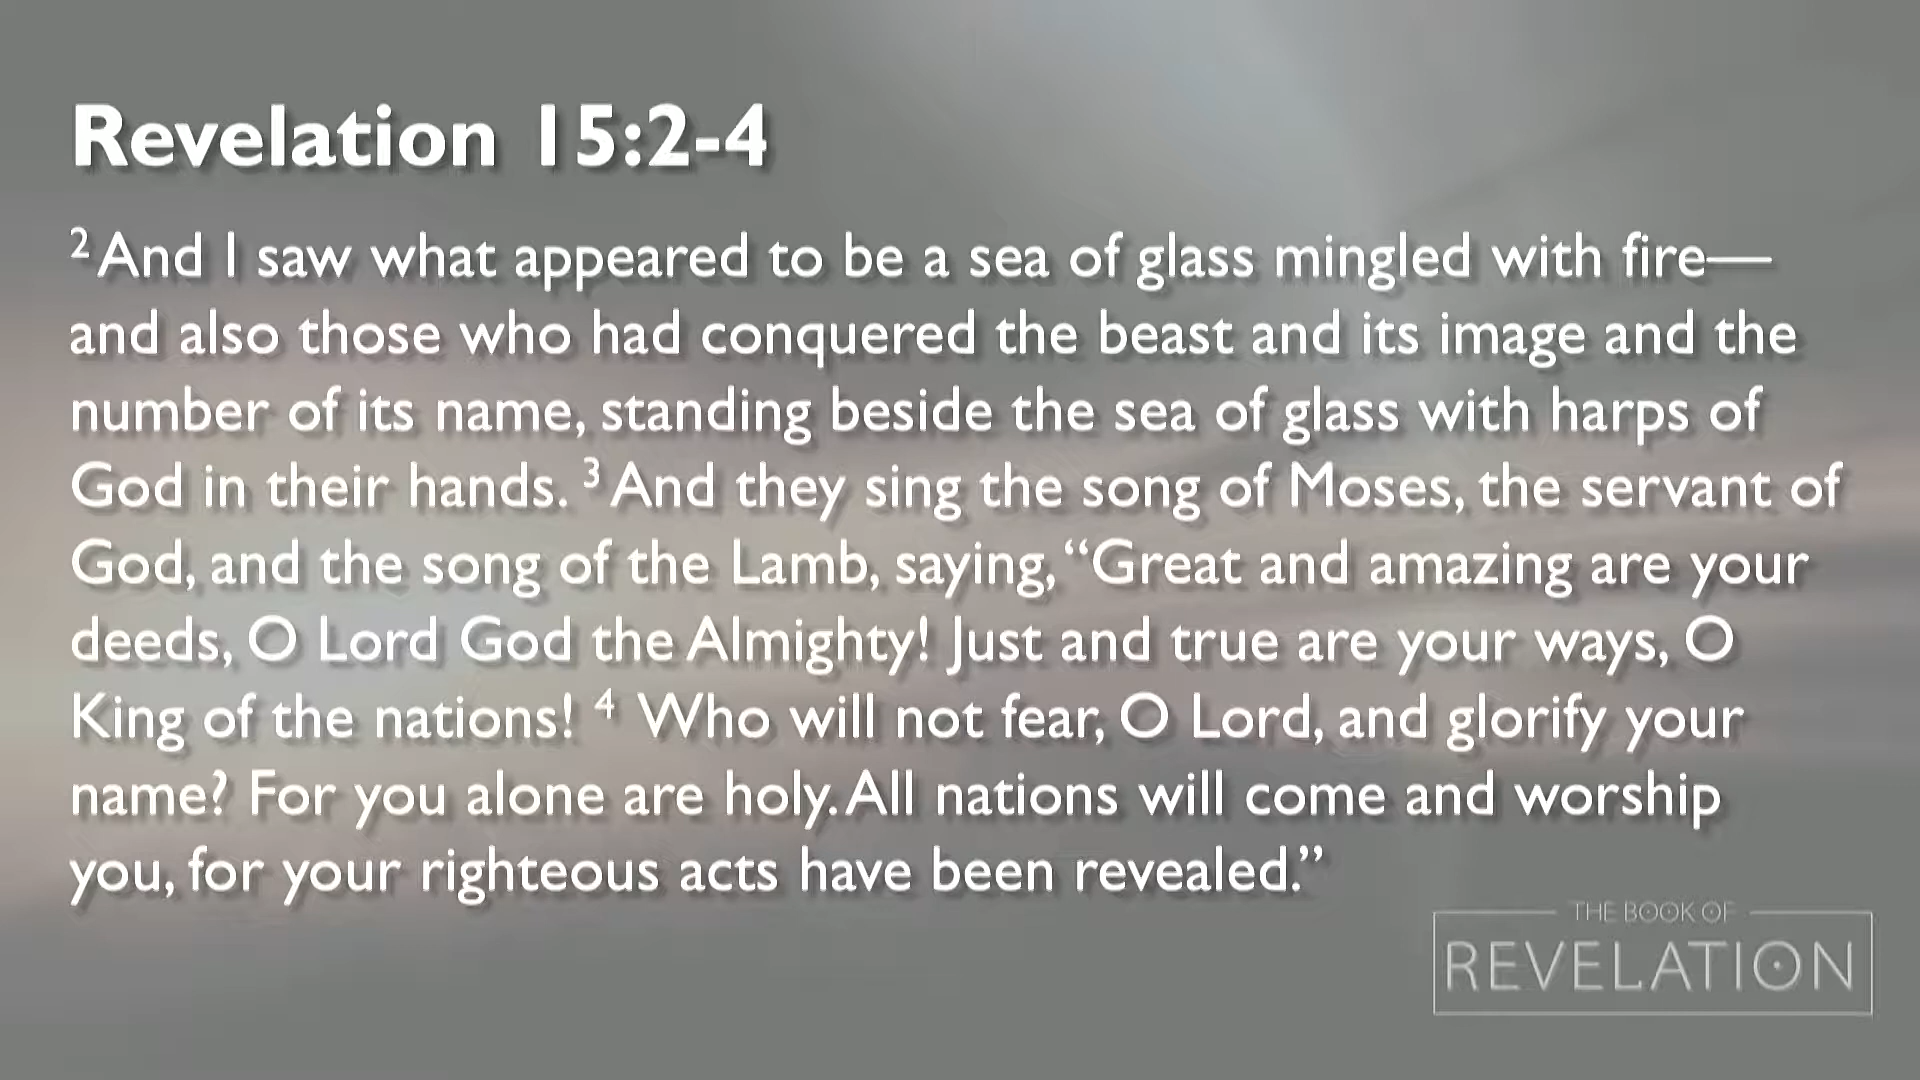 Revelation 15:2-4
2 And I saw what appeared to be a sea of glass mingled with fire—
and also those who had conquered the beast and its image and the
number of its name, standing beside the sea of glass with harps of
God in their hands. 3 And they sing the song of Moses, the servant of
God, and the song of the Lamb, saying, “Great and amazing are your
deeds, O Lord God the Almighty! Just and true are your ways, O
King of the nations! 4 Who will not fear, O Lord, and glorify your
name? For you alone are holy. All nations will come and worship
you, for your righteous acts have been revealed.”
THE BOOK OF
REVELATION